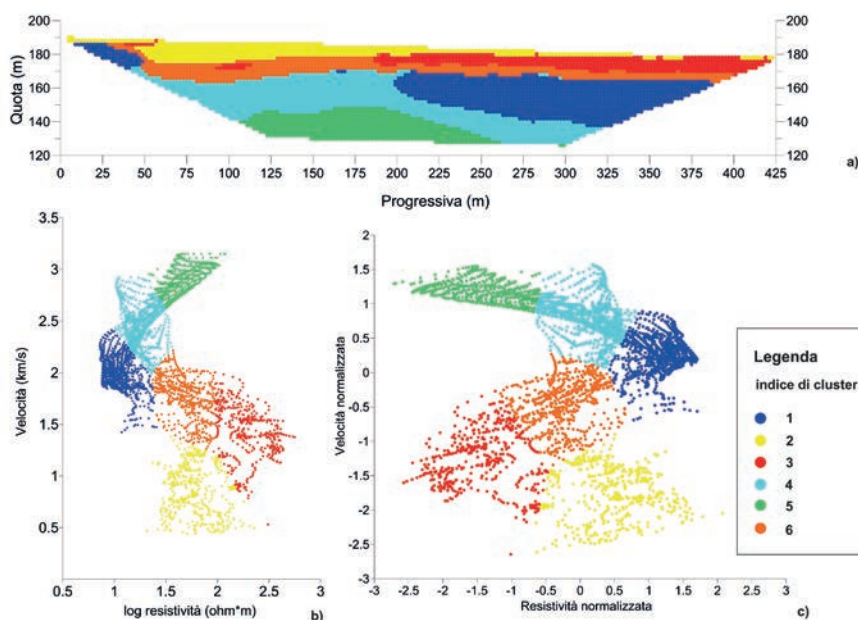 200
180
160
140
120
Quota (m)
200
180
160
140
120
0 25 50 75 100 125 150 175 200 225 250 275 300 325 350 375 400 425
Progressiva (m)
a)
3.5
3
2.5
2
1.5
1
0.5
Velocità (km/s)
0.5 1 1.5 2 2.5 3
log resistività (ohm*m)
b)
2
1.5
1
0.5
0
-0.5
-1
-1.5
-2
-2.5
-3
Velocità normalizzata
-3 -2.5 -2 -1.5 -1 -0.5 0 0.5 1 1.5 2 2.5 3
Resistività normalizzata
c)
Legenda
indice di cluster
1
2
3
4
5
6